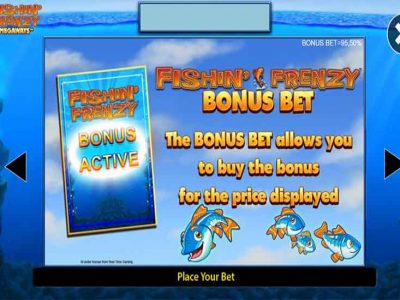 FISHIN' FRENZY
MEGAWAYS™
BONUS BET=95,50%
FISHIN' FRENZY
BONUS BET
FISHIN'
FRENZY
BONUS
ACTIVE
The BONUS BET allows you
to buy the bonus
for the price displayed
Place Your Bet